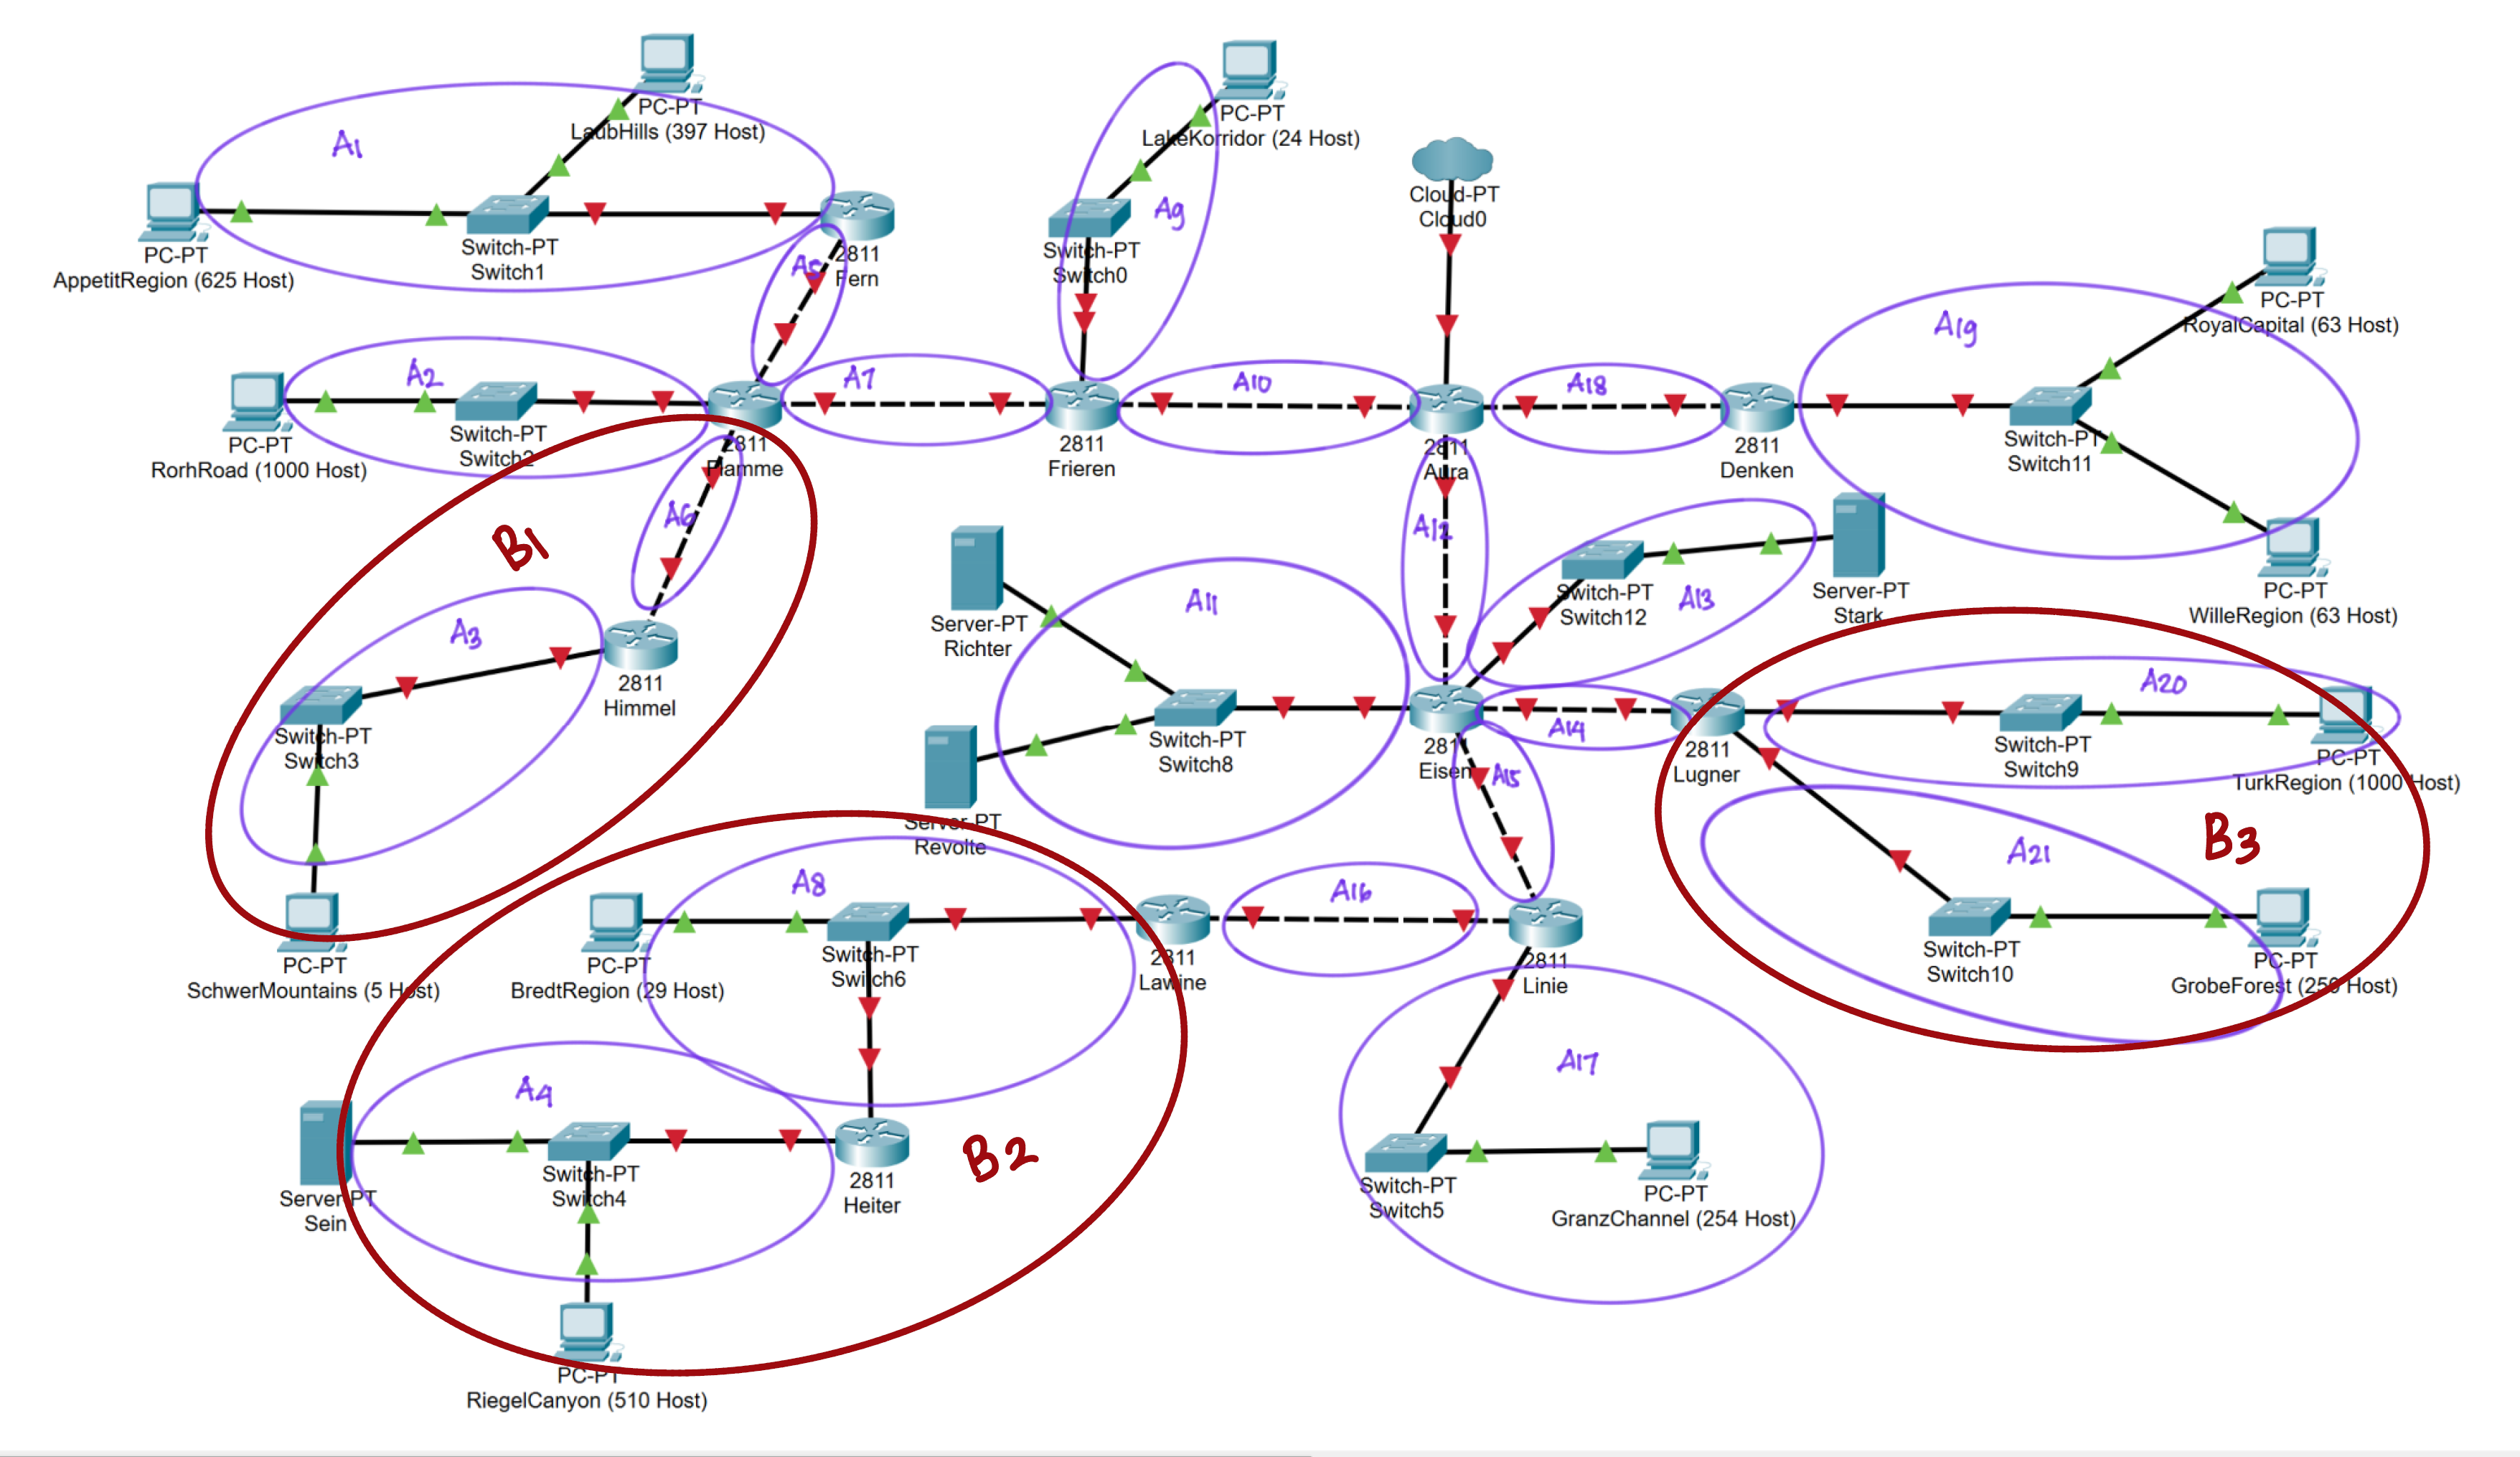 PC-PT
LaubHills (397 Host)
A1
PC-PT
AppetitRegion (625 Host)
Switch-PT
Switch1
2811
Fern
A5
PC-PT
LakeKorridor (24 Host)
A9
Switch-PT
Switch0
Cloud-PT
Cloud0
PC-PT
RoyalCapital (63 Host)
A19
A2
PC-PT
RorhRoad (1000 Host)
Switch-PT
Switch2
2811
Flamme
A7
2811
Frieren
A10
2811
Aura
A18
2811
Denken
Switch-PT
Switch11
PC-PT
WilleRegion (63 Host)
B1
A6
A12
Switch-PT
Switch12
A13
Server-PT
Stark
Server-PT
Richter
A11
A3
2811
Himmel
Switch-PT
Switch3
Switch-PT
Switch8
2811
Eisen
A14
2811
Lugner
A20
Switch-PT
Switch9
PC-PT
TurkRegion (1000 Host)
A15
Server-PT
Revolte
B3
A21
Switch-PT
Switch10
PC-PT
GrobeForest (250 Host)
PC-PT
SchwerMountains (5 Host)
A8
PC-PT
BredtRegion (29 Host)
Switch-PT
Switch6
2811
Lawine
A16
2811
Linie
A17
A4
Server-PT
Sein
Switch-PT
Switch4
2811
Heiter
B2
Switch-PT
Switch5
PC-PT
GranzChannel (254 Host)
PC-PT
RiegelCanyon (510 Host)